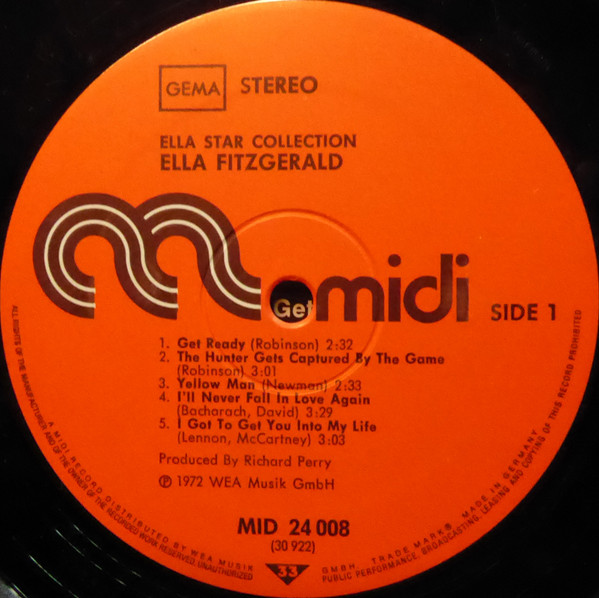 GEMA STEREO
ELLA STAR COLLECTION
ELLA FITZGERALD
Get
midi
SIDE 1
1. Get Ready (Robinson) 2:32
2. The Hunter Gets Captured By The Game
(Robinson) 3:01
3. Yellow Man (Newman) 2:33
4. I'll Never Fall In Love Again
(Bacharach, David) 3:29
5. I Got To Get You Into My Life
(Lennon, McCartney) 3:03
Produced By Richard Perry
℗ 1972 WEA Musik GmbH
MID 24 008
(30 922)
33
ALL RIGHTS OF THE MANUFACTURER AND OF THE OWNER OF THE RECORDED WORK RESERVED. UNAUTHORIZED PUBLIC PERFORMANCE, BROADCASTING, LEASING AND COPYING OF THIS RECORD PROHIBITED
A MIDI RECORD DISTRIBUTED BY WEA MUSIK GMBH. TRADE MARK® MADE IN GERMANY